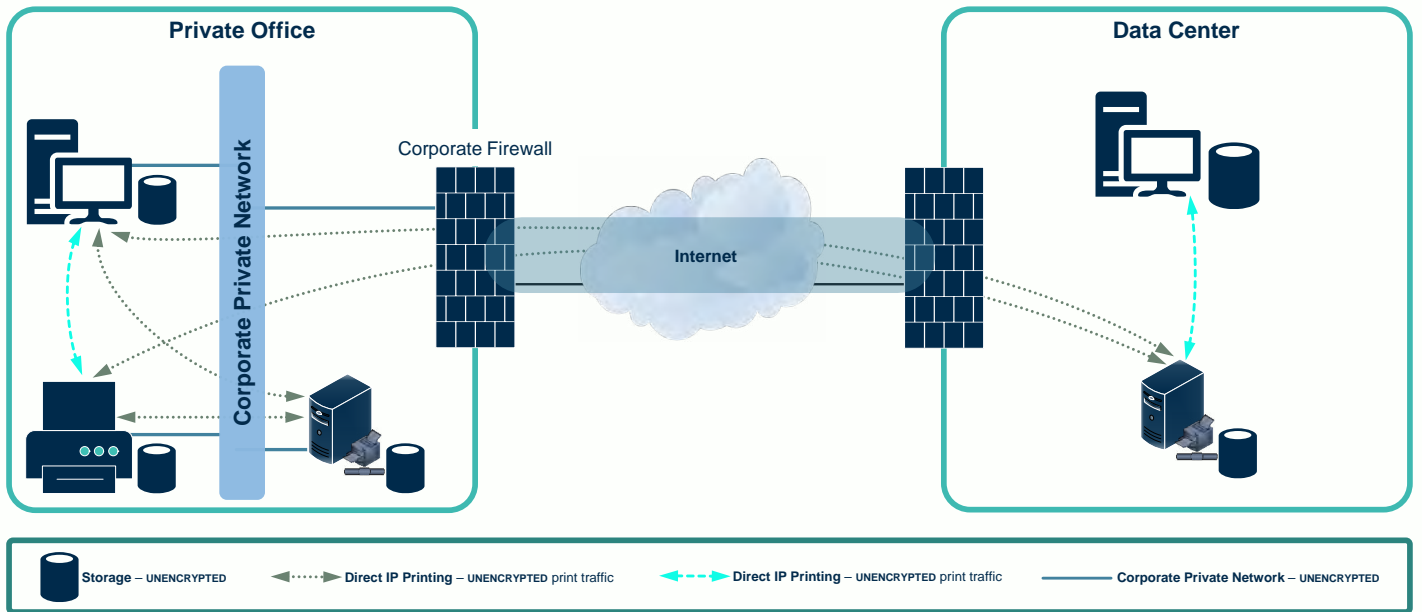 Private Office
Data Center
Corporate Private Network
Corporate Firewall
Internet
Storage – UNENCRYPTED
Direct IP Printing – UNENCRYPTED print traffic
Direct IP Printing – UNENCRYPTED print traffic
Corporate Private Network – UNENCRYPTED